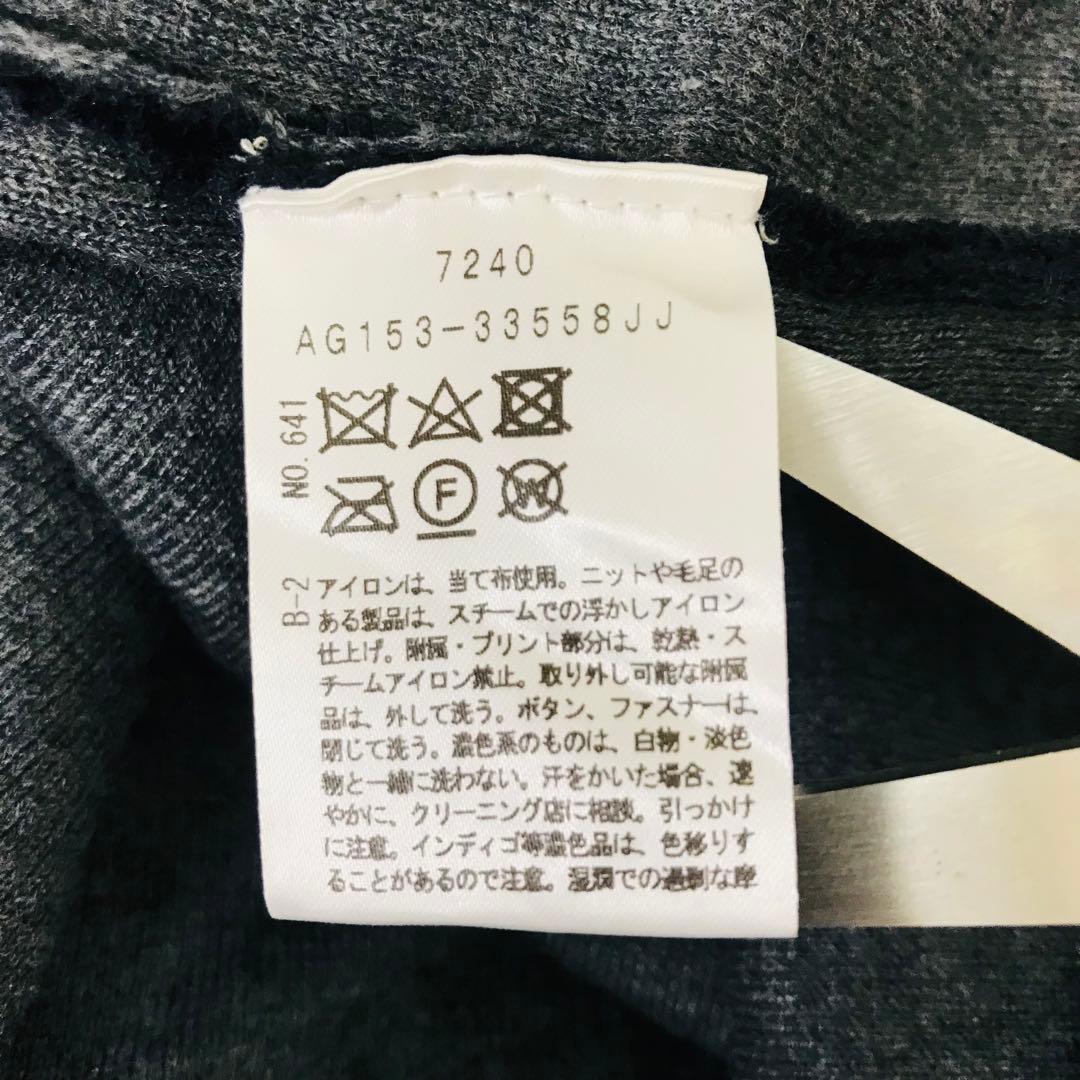 7240
AG153-33558JJ
NO. 641
F
W
B-2
アイロンは、当て布使用。ニットや毛足の
ある製品は、スチームでの浮かしアイロン
仕上げ。附属・プリント部分は、乾熱・ス
チームアイロン禁止。取り外し可能な附属
品は、外して洗う。ボタン、ファスナーは、
閉じて洗う。濃色系のものは、白物・淡色
物と一緒に洗わない。汗をかいた場合、速
やかに、クリーニング店に相談。引っかけ
に注意。インディゴ等濃色品は、色移りす
ることがあるので注意。湿潤での過剰な摩